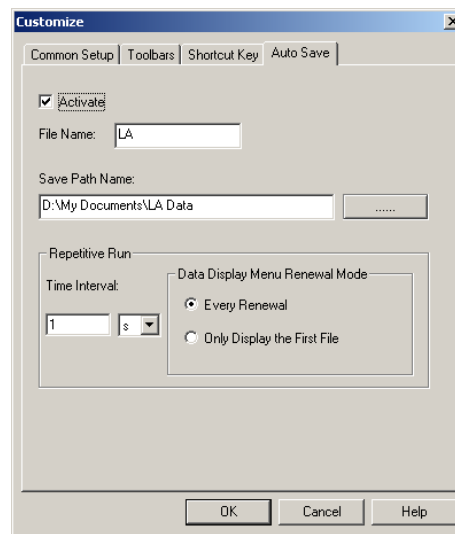 Customize
Common Setup Toolbars Shortcut Key Auto Save
Activate
File Name: LA
Save Path Name:
D:\My Documents\LA Data ......
Repetitive Run
Time Interval:
1 s
Data Display Menu Renewal Mode
Every Renewal
Only Display the First File
OK Cancel Help